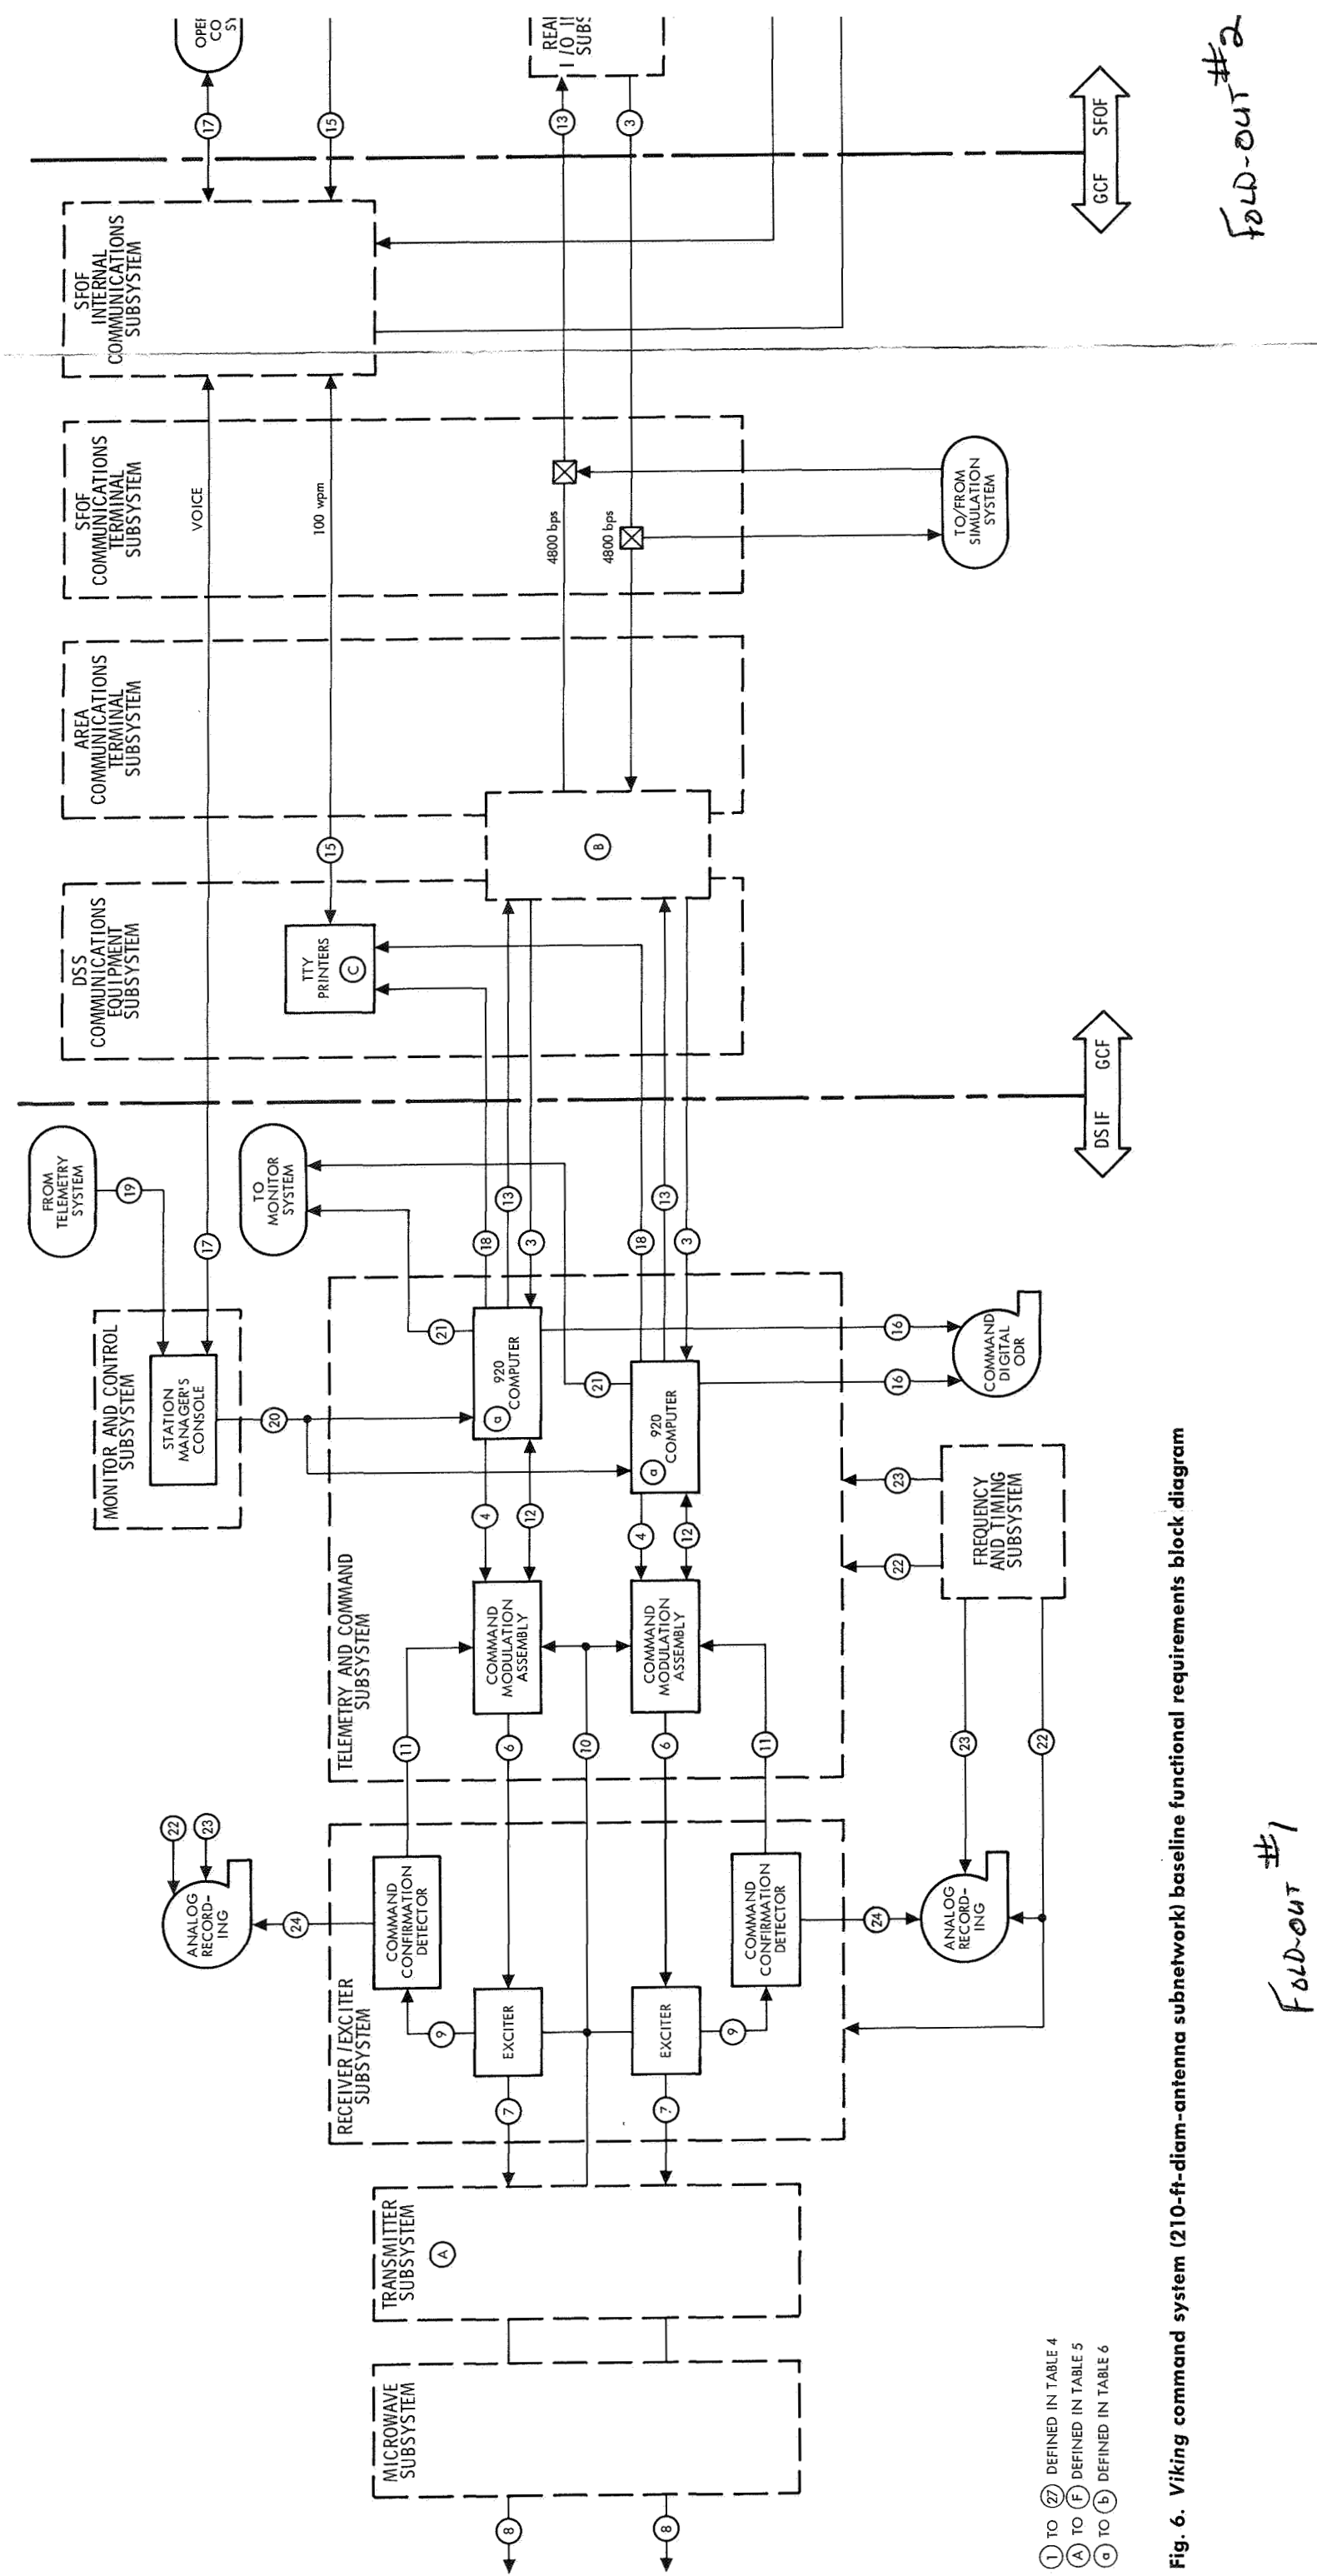 FROM
TELEMETRY
SYSTEM
19
17
MONITOR AND CONTROL
SUBSYSTEM
STATION
MANAGER'S
CONSOLE
20
TO
MONITOR
SYSTEM
21
21
DSS
COMMUNICATIONS
EQUIPMENT
SUBSYSTEM
TTY
PRINTERS
C
15
AREA
COMMUNICATIONS
TERMINAL
SUBSYSTEM
B
SFOF
COMMUNICATIONS
TERMINAL
SUBSYSTEM
VOICE
100 wpm
4800 bps
4800 bps
TO/FROM
SIMULATION
SYSTEM
SFOF
INTERNAL
COMMUNICATIONS
SUBSYSTEM
17
15
13
3
GCF SFOF
DSIF GCF
18
13
3
18
13
3
TELEMETRY AND COMMAND
SUBSYSTEM
920
COMPUTER
a
920
COMPUTER
a
4
12
4
12
COMMAND
MODULATION
ASSEMBLY
COMMAND
MODULATION
ASSEMBLY
16
16
COMMAND
DIGITAL
ODR
FREQUENCY
AND TIMING
SUBSYSTEM
23
22
23
22
11
6
10
6
11
RECEIVER/EXCITER
SUBSYSTEM
ANALOG
RECORD-
ING
22
23
24
COMMAND
CONFIRMATION
DETECTOR
COMMAND
CONFIRMATION
DETECTOR
24
ANALOG
RECORD-
ING
EXCITER
EXCITER
9
9
7
7
TRANSMITTER
SUBSYSTEM
A
MICROWAVE
SUBSYSTEM
8
8
1 TO 27 DEFINED IN TABLE 4
A TO F DEFINED IN TABLE 5
a TO b DEFINED IN TABLE 6
Fig. 6. Viking command system (210-ft-diam-antenna subnetwork) baseline functional requirements block diagram
FOLD-OUT #1
FOLD-OUT #2